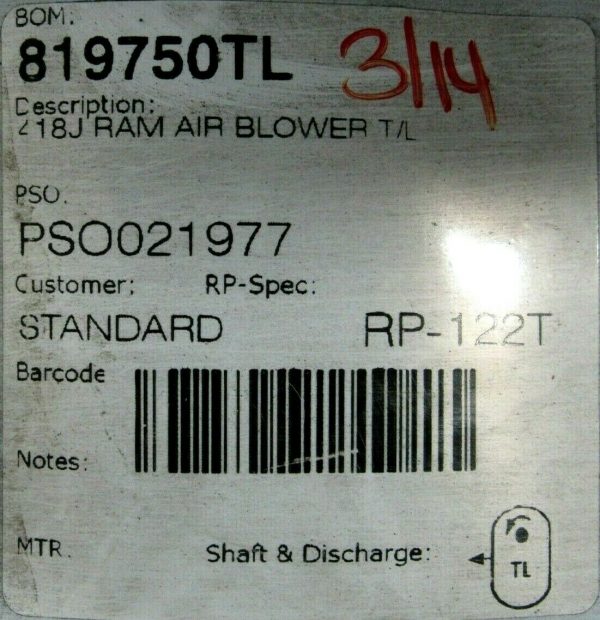 BOM:
819750TL 3/14
Description:
418J RAM AIR BLOWER T/L
PSO.
PSO021977
Customer: RP-Spec:
STANDARD RP-122T
Barcode
Notes:
MTR Shaft & Discharge:
TL